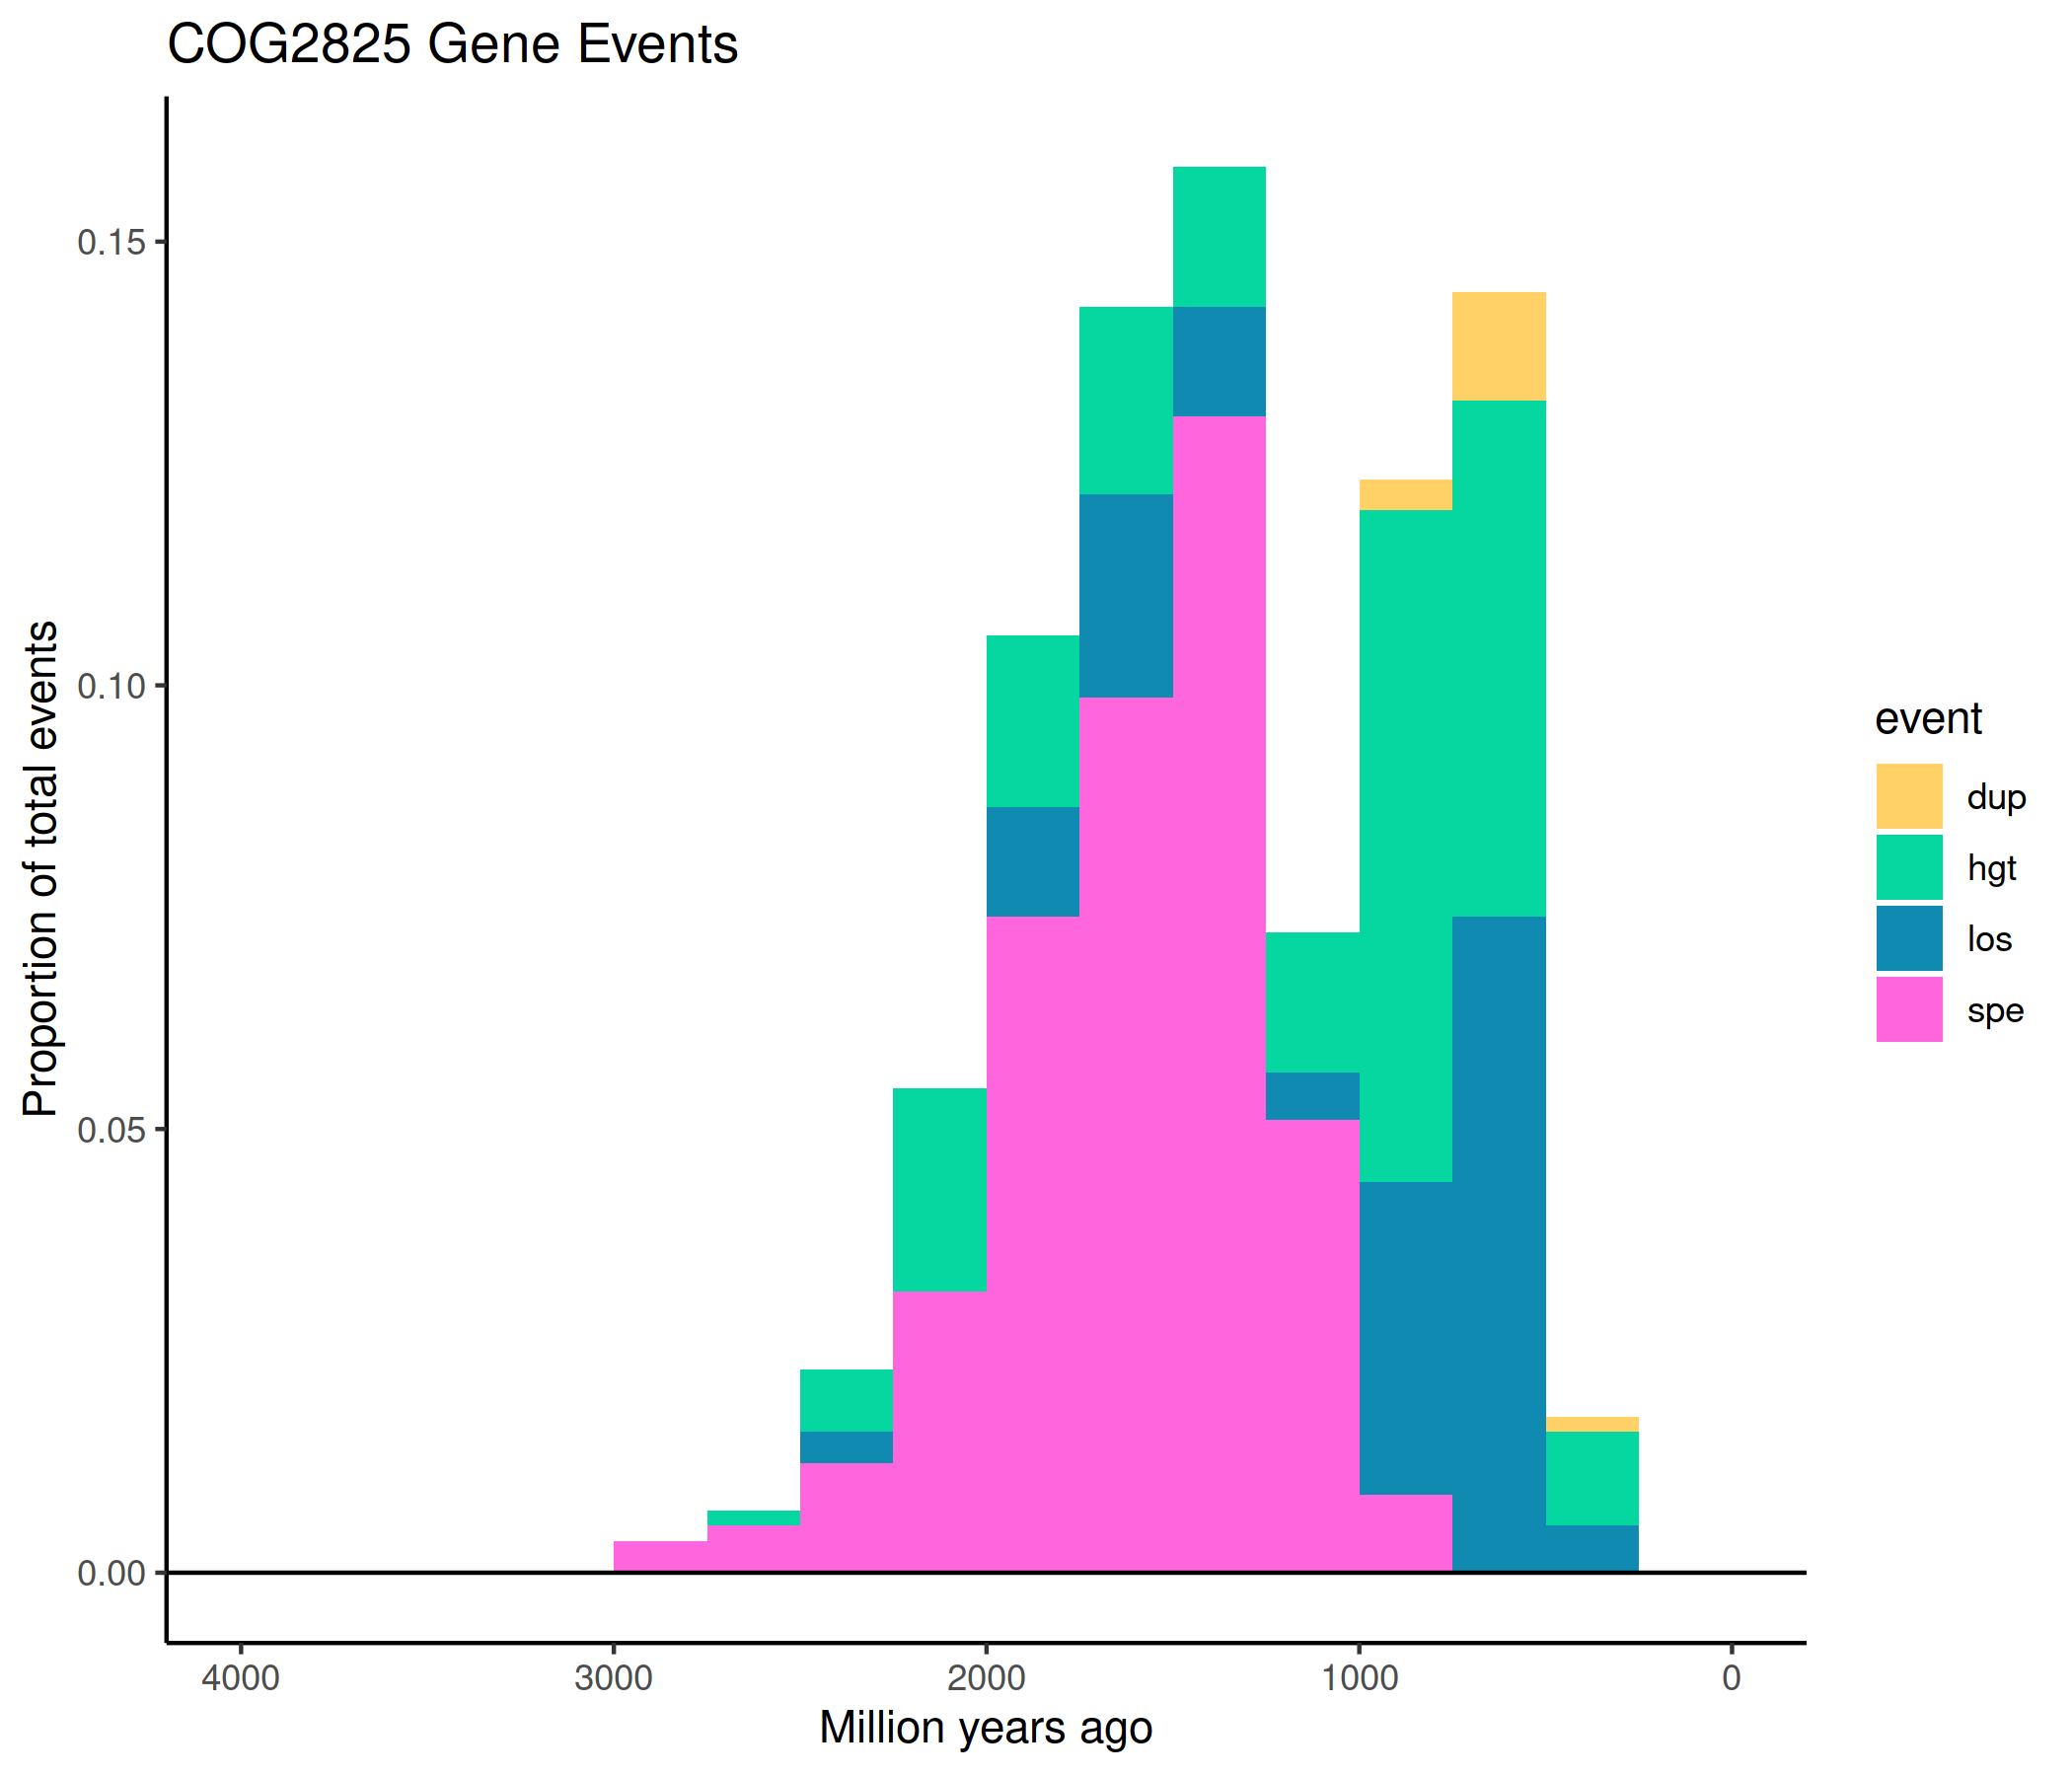 COG2825 Gene Events
Proportion of total events
0.15
0.10
0.05
0.00
4000 3000 2000 1000 0
Million years ago
event
dup
hgt
los
spe